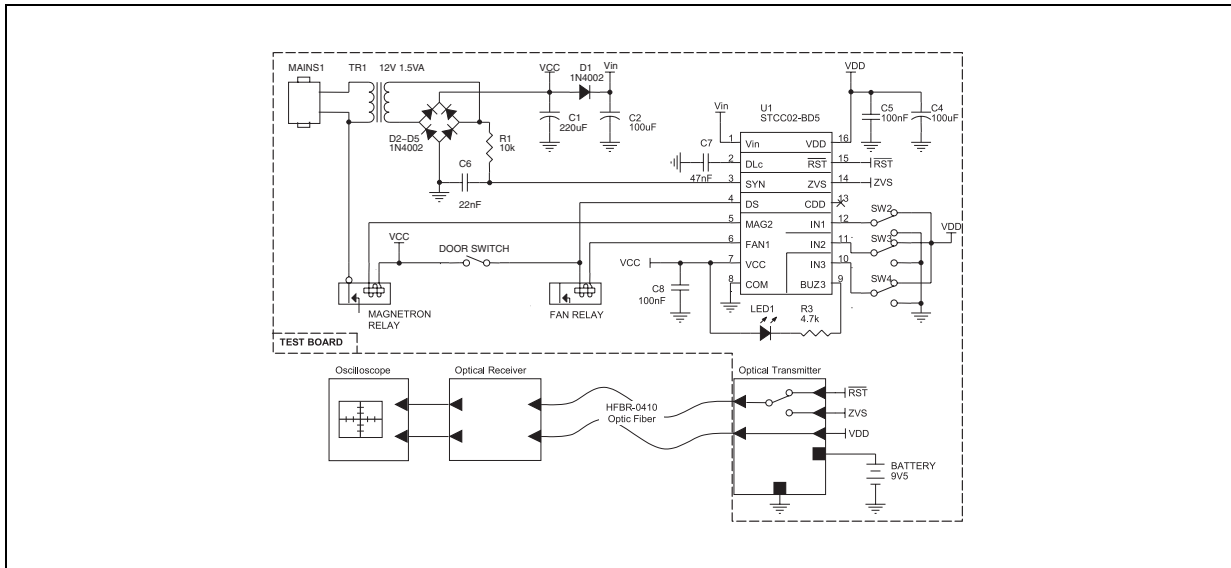 MAINS1
TR1 12V 1.5VA
D2-D5
1N4002
R1
10k
C6
22nF
VCC
D1
1N4002
Vin
C1
220uF
C2
100uF
Vin
U1
STCC02-BD5
VDD
C5
100nF
C4
100uF
C7
47nF
1 Vin VDD 16
2 DLc RST 15 RST
3 SYN ZVS 14 ZVS
4 DS CDD 13
5 MAG2 IN1 12
6 FAN1 IN2 11
7 VCC IN3 10
8 COM BUZ3 9
SW2
SW3
SW4
VDD
VCC
DOOR SWITCH
VCC
C8
100nF
MAGNETRON
RELAY
FAN RELAY
LED1
R3
4.7k
TEST BOARD
Oscilloscope
Optical Receiver
HFBR-0410
Optic Fiber
Optical Transmitter
RST
ZVS
VDD
BATTERY
9V5